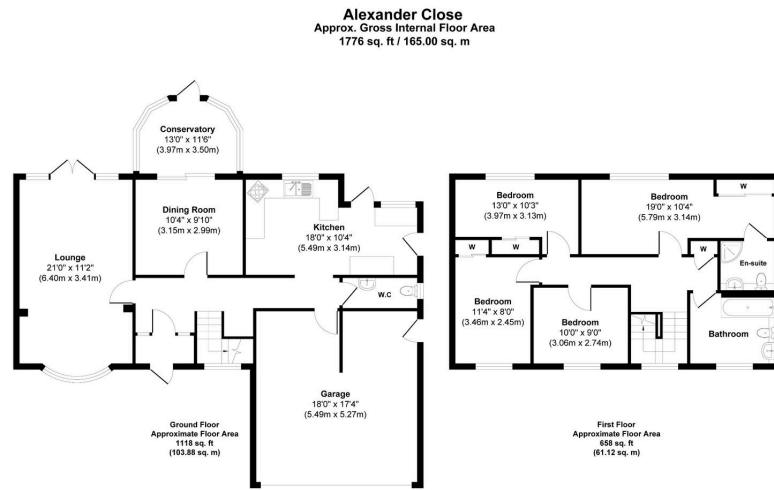 Alexander Close
Approx. Gross Internal Floor Area
1776 sq. ft / 165.00 sq. m
Conservatory
13'0" x 11'6"
(3.97m x 3.50m)
Dining Room
10'4" x 9'10"
(3.15m x 2.99m)
Kitchen
18'0" x 10'4"
(5.49m x 3.14m)
Lounge
21'0" x 11'2"
(6.40m x 3.41m)
W.C
Garage
18'0" x 17'4"
(5.49m x 5.27m)
Ground Floor
Approximate Floor Area
1118 sq. ft
(103.88 sq. m)
Bedroom
13'0" x 10'3"
(3.97m x 3.13m)
Bedroom
19'0" x 10'4"
(5.79m x 3.14m)
W
W
W
W
En-suite
Bedroom
11'4" x 8'0"
(3.46m x 2.45m)
Bedroom
10'0" x 9'0"
(3.06m x 2.74m)
Bathroom
First Floor
Approximate Floor Area
658 sq. ft
(61.12 sq. m)